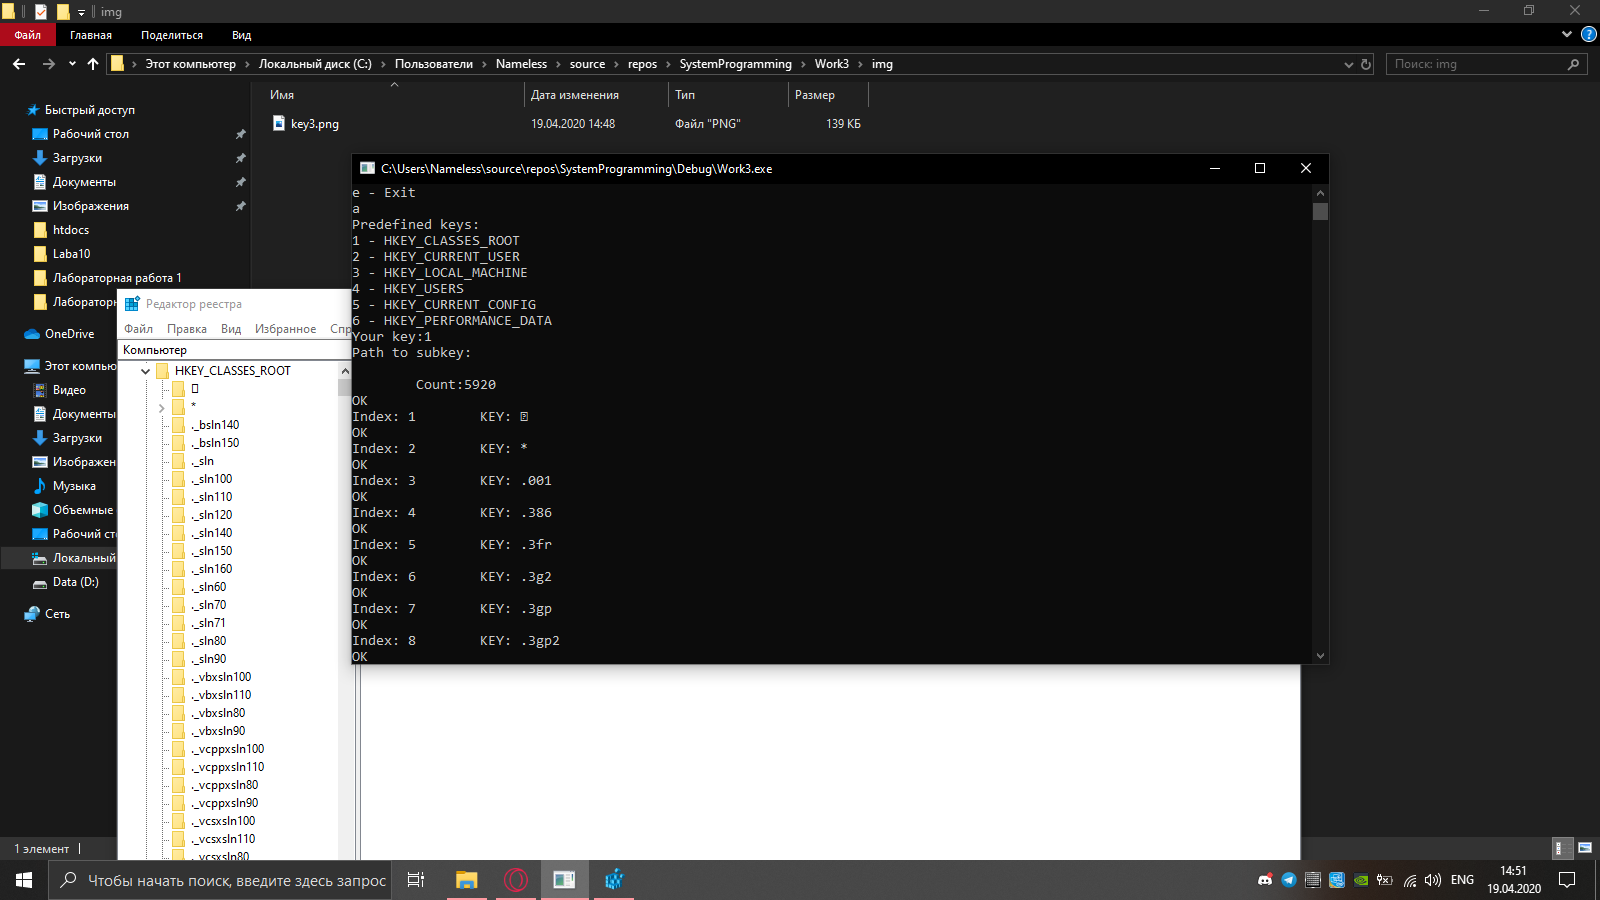 img
Файл Главная Поделиться Вид
Этот компьютер Локальный диск (C:) Пользователи Nameless source repos SystemProgramming Work3 img
Поиск: img
Имя Дата изменения Тип Размер
key3.png 19.04.2020 14:48 Файл "PNG" 139 КБ
Быстрый доступ
Рабочий стол
Загрузки
Документы
Изображения
htdocs
Laba10
Лабораторная работа 1
Лаборатор
OneDrive
Этот компью
Видео
Документы
Загрузки
Изображен
Музыка
Объемные
Рабочий ст
Локальный
Data (D:)
Сеть
1 элемент
Редактор реестра
Файл Правка Вид Избранное Спр
Компьютер
HKEY_CLASSES_ROOT
*
._bsln140
._bsln150
._sln
._sln100
._sln110
._sln120
._sln140
._sln150
._sln160
._sln60
._sln70
._sln71
._sln80
._sln90
._vbxsln100
._vbxsln110
._vbxsln80
._vbxsln90
._vcppxsln100
._vcppxsln110
._vcppxsln80
._vcppxsln90
._vcsxsln100
._vcsxsln110
._vcsxsln80
C:\Users\Nameless\source\repos\SystemProgramming\Debug\Work3.exe
e - Exit
a
Predefined keys:
1 - HKEY_CLASSES_ROOT
2 - HKEY_CURRENT_USER
3 - HKEY_LOCAL_MACHINE
4 - HKEY_USERS
5 - HKEY_CURRENT_CONFIG
6 - HKEY_PERFORMANCE_DATA
Your key:1
Path to subkey:
Count:5920
OK
Index: 1 KEY:
OK
Index: 2 KEY: *
OK
Index: 3 KEY: .001
OK
Index: 4 KEY: .386
OK
Index: 5 KEY: .3fr
OK
Index: 6 KEY: .3g2
OK
Index: 7 KEY: .3gp
OK
Index: 8 KEY: .3gp2
OK
Чтобы начать поиск, введите здесь запрос
ENG
14:51
19.04.2020